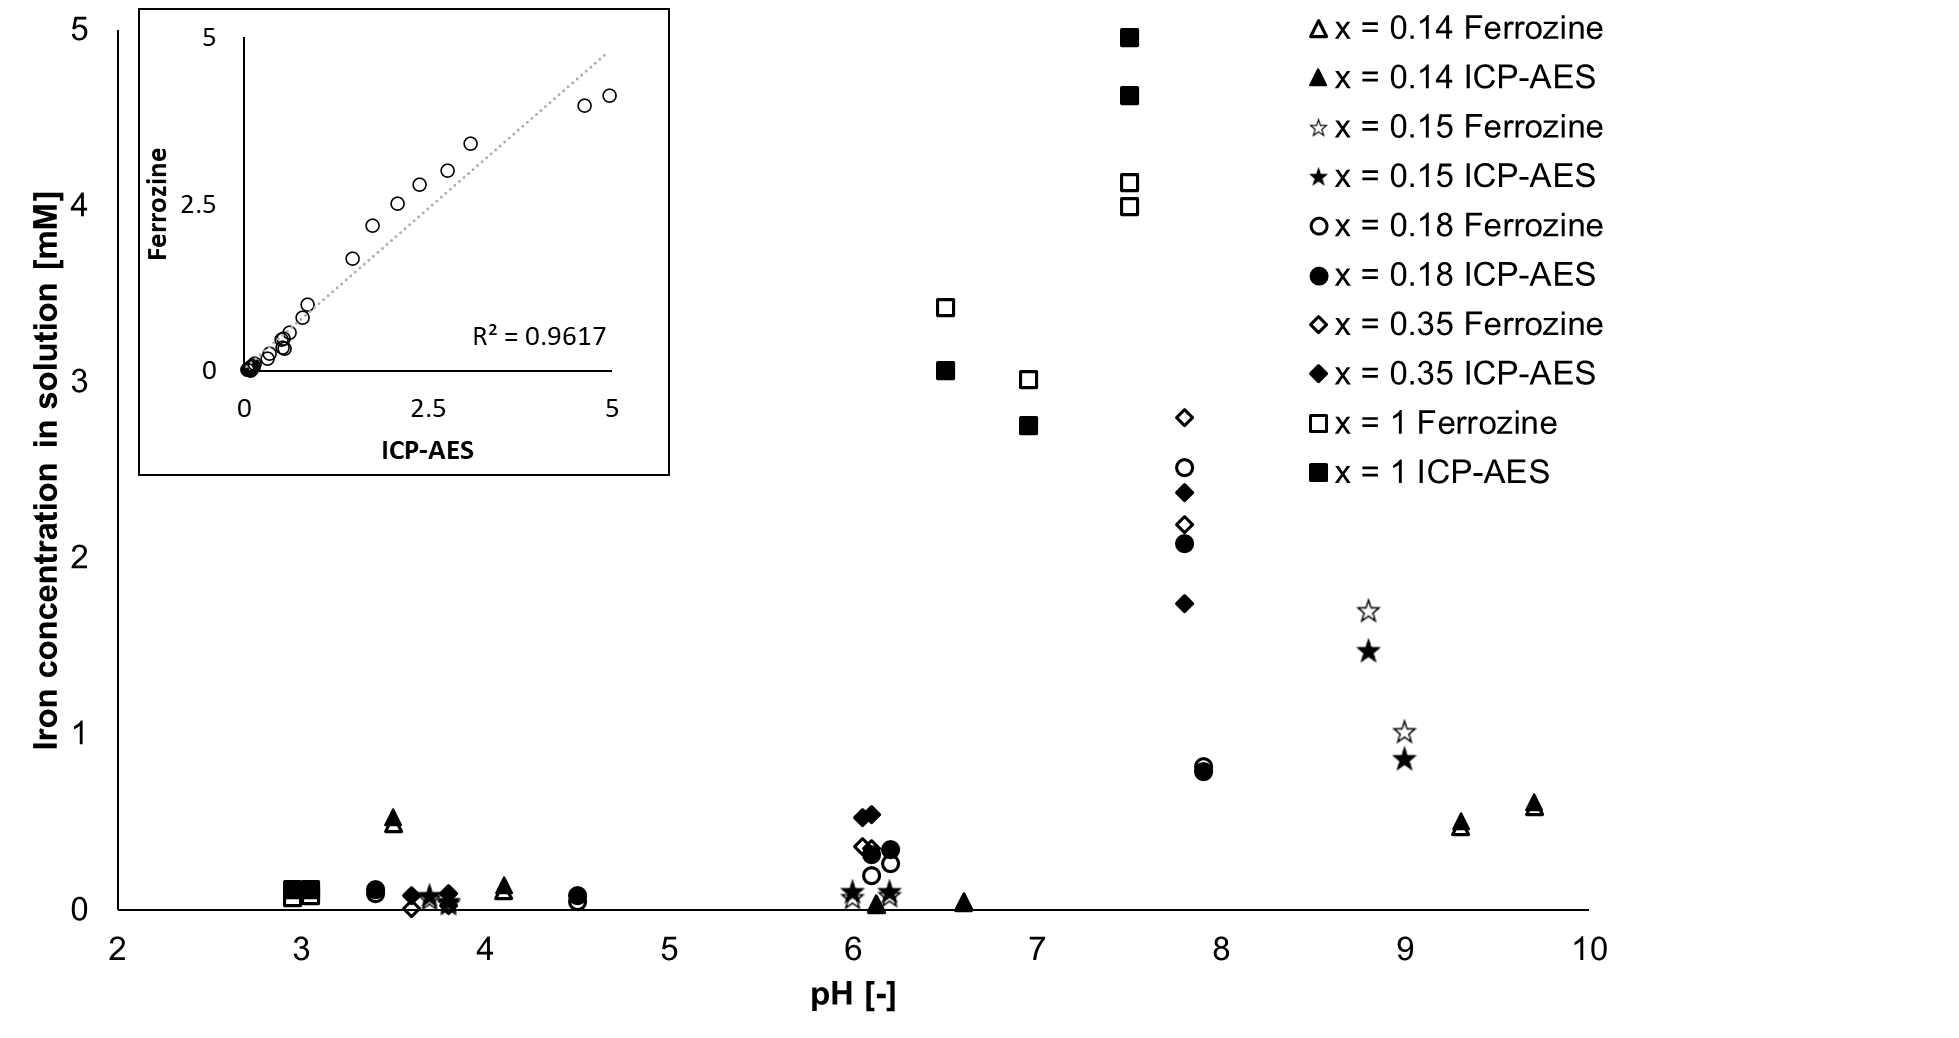 5
4
3
2
1
0
Iron concentration in solution [mM]
2 3 4 5 6 7 8 9 10
pH [-]
5
2.5
0
Ferrozine
0 2.5 5
ICP-AES
R² = 0.9617
x = 0.14 Ferrozine
x = 0.14 ICP-AES
x = 0.15 Ferrozine
x = 0.15 ICP-AES
x = 0.18 Ferrozine
x = 0.18 ICP-AES
x = 0.35 Ferrozine
x = 0.35 ICP-AES
x = 1 Ferrozine
x = 1 ICP-AES